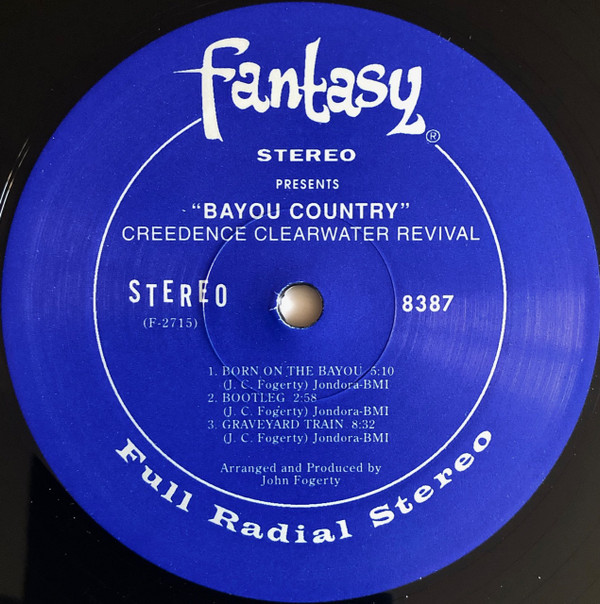 fantasy®
STEREO
PRESENTS
"BAYOU COUNTRY"
CREEDENCE CLEARWATER REVIVAL
STEREO 8387
(F-2715)
1. BORN ON THE BAYOU 5:10
(J. C. Fogerty) Jondora-BMI
2. BOOTLEG 2:58
(J. C. Fogerty) Jondora-BMI
3. GRAVEYARD TRAIN 8:32
(J. C. Fogerty) Jondora-BMI
Arranged and Produced by
John Fogerty
Full Radial Stereo